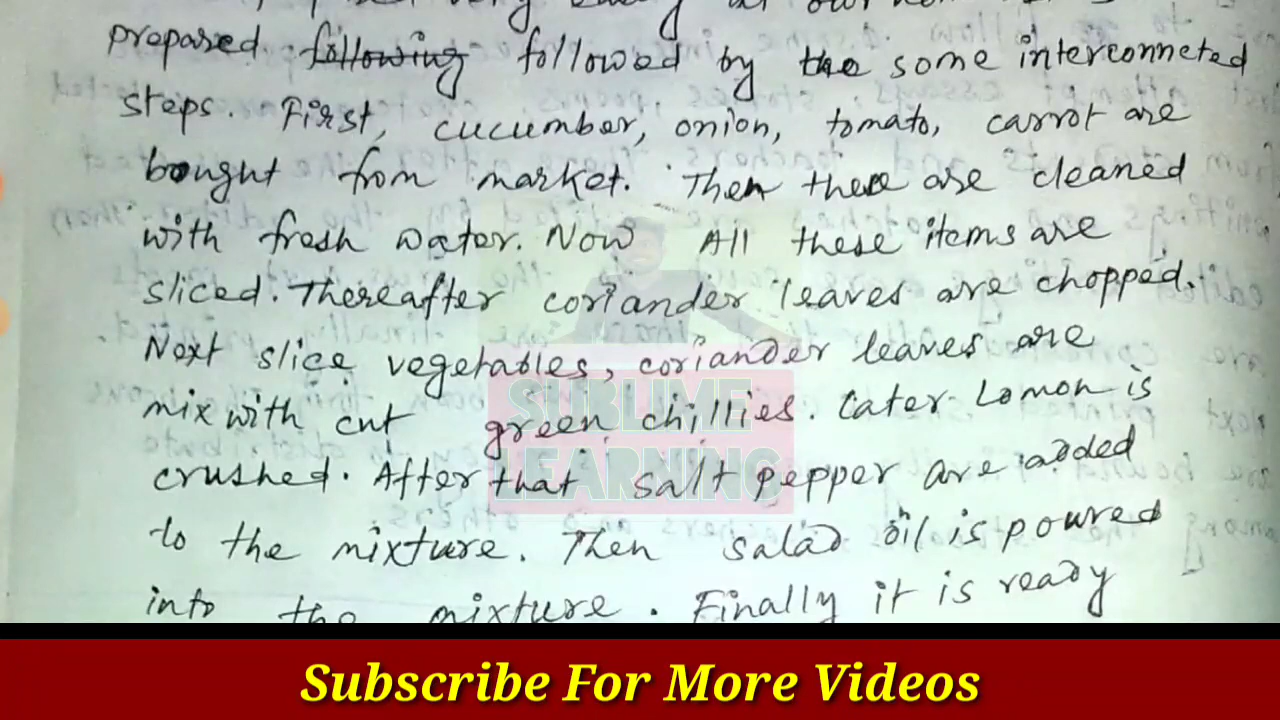 very
prepared following followed by the some interconneted
steps. First, cucumber, onion, tomato, carrot are
bought from market. Then these are cleaned
with fresh water. Now All these items are
sliced. Thereafter coriander leaves are chopped.
Next slice vegetables, coriander leaves are
mix with cut green chillies. Later Lemon is
crushed. After that salt pepper are added
to the mixture. Then salad oil is poured
into the mixture. Finally it is ready
SUBLIME
LEARNING
Subscribe For More Videos